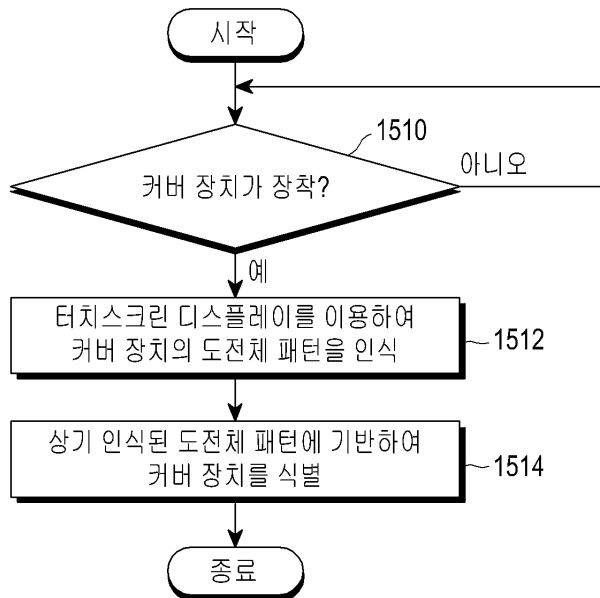 시작
1510
커버 장치가 장착?
아니오
예
터치스크린 디스플레이를 이용하여
커버 장치의 도전체 패턴을 인식
1512
상기 인식된 도전체 패턴에 기반하여
커버 장치를 식별
1514
종료